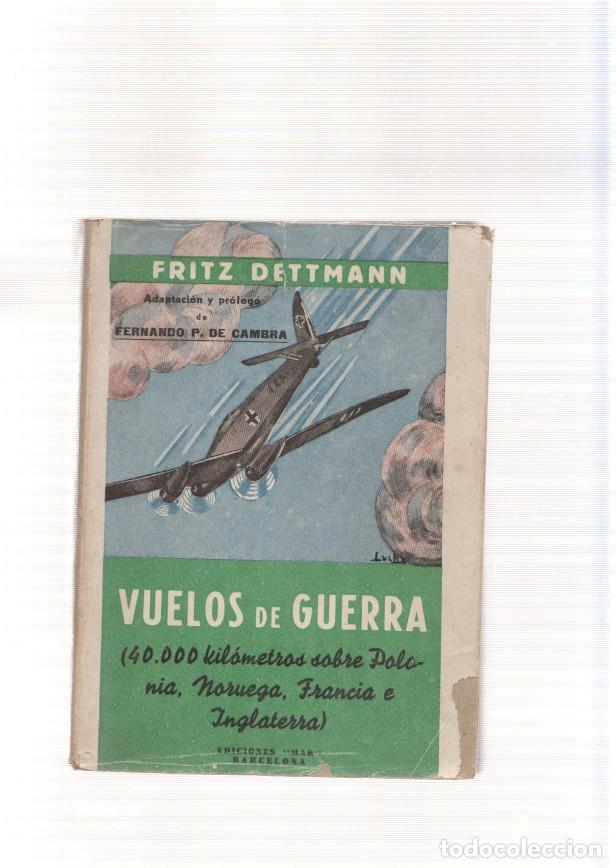 FRITZ DETTMANN
Adaptación y prólogo
de
FERNANDO P. DE CAMBRA
VUELOS DE GUERRA
(40.000 kilómetros sobre Polo-
nia, Noruega, Francia e
Inglaterra)
EDICIONES "MAR"
BARCELONA
todocoleccion